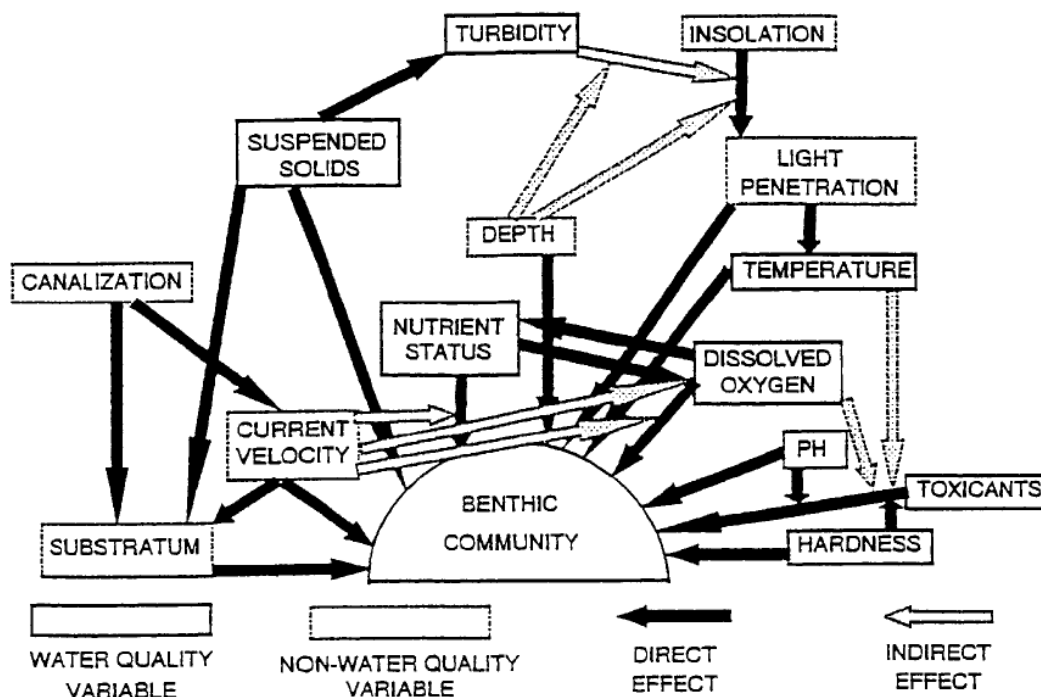 TURBIDITY
INSOLATION
SUSPENDED
SOLIDS
LIGHT
PENETRATION
DEPTH
CANALIZATION
TEMPERATURE
NUTRIENT
STATUS
DISSOLVED
OXYGEN
CURRENT
VELOCITY
PH
TOXICANTS
BENTHIC
COMMUNITY
SUBSTRATUM
HARDNESS
WATER QUALITY
VARIABLE
NON-WATER QUALITY
VARIABLE
DIRECT
EFFECT
INDIRECT
EFFECT